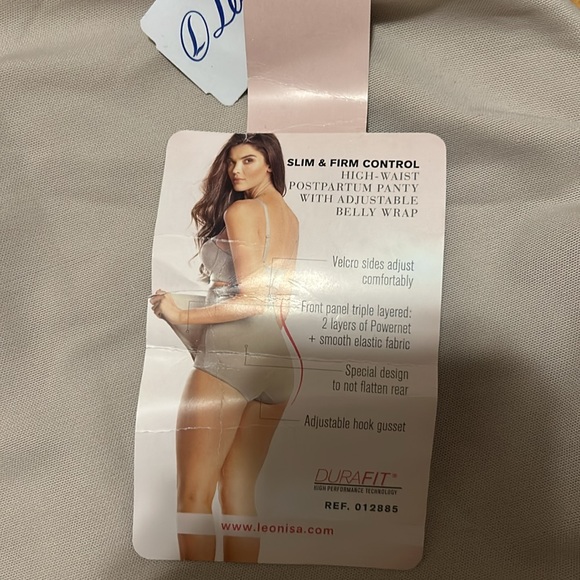 SLIM & FIRM CONTROL
HIGH-WAIST
POSTPARTUM PANTY
WITH ADJUSTABLE
BELLY WRAP
Velcro sides adjust
comfortably
Front panel triple layered:
2 layers of Powernet
+ smooth elastic fabric
Special design
to not flatten rear
Adjustable hook gusset
DURAFIT®
HIGH PERFORMANCE TECHNOLOGY
REF. 012885
www.leonisa.com